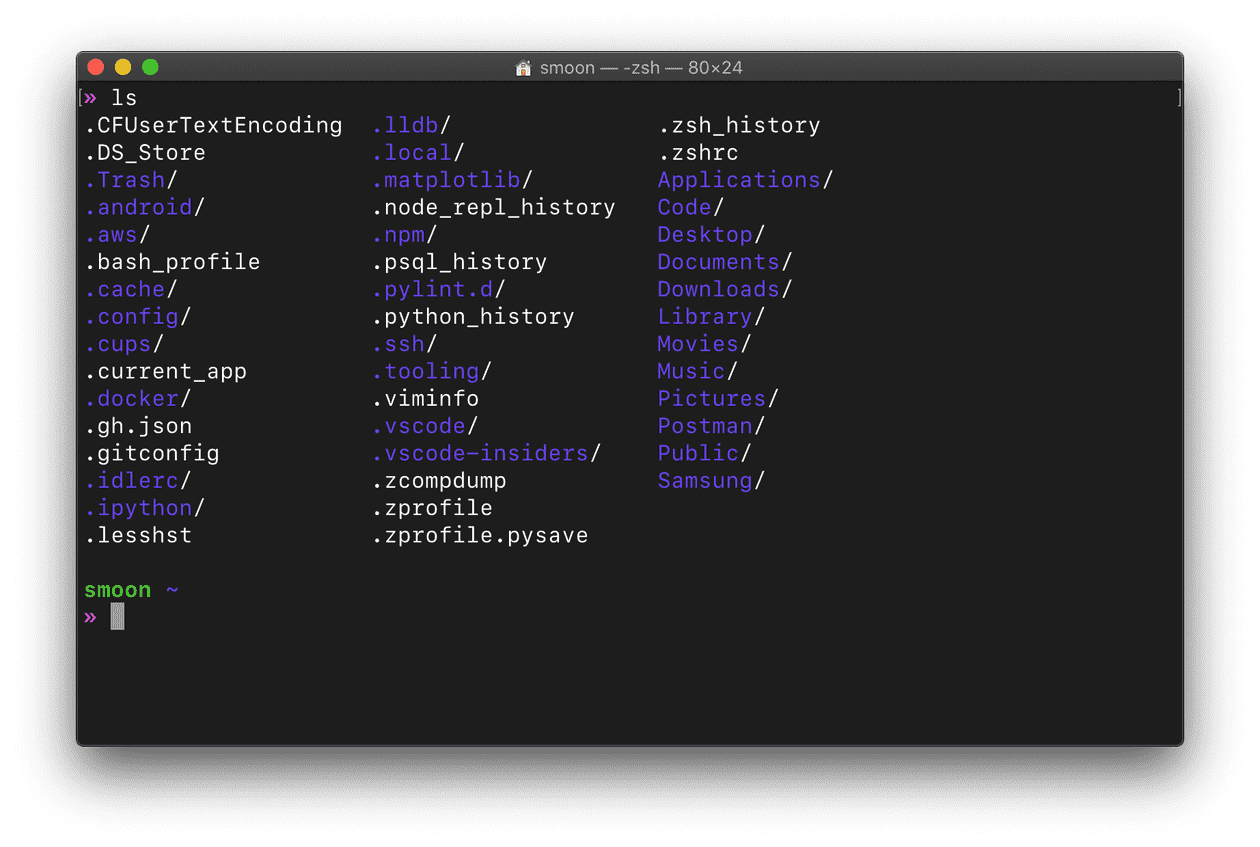 smoon — -zsh — 80×24
[» ls ]
.CFUserTextEncoding .lldb/ .zsh_history
.DS_Store .local/ .zshrc
.Trash/ .matplotlib/ Applications/
.android/ .node_repl_history Code/
.aws/ .npm/ Desktop/
.bash_profile .psql_history Documents/
.cache/ .pylint.d/ Downloads/
.config/ .python_history Library/
.cups/ .ssh/ Movies/
.current_app .tooling/ Music/
.docker/ .viminfo Pictures/
.gh.json .vscode/ Postman/
.gitconfig .vscode-insiders/ Public/
.idlerc/ .zcompdump Samsung/
.ipython/ .zprofile
.lesshst .zprofile.pysave
smoon ~
»